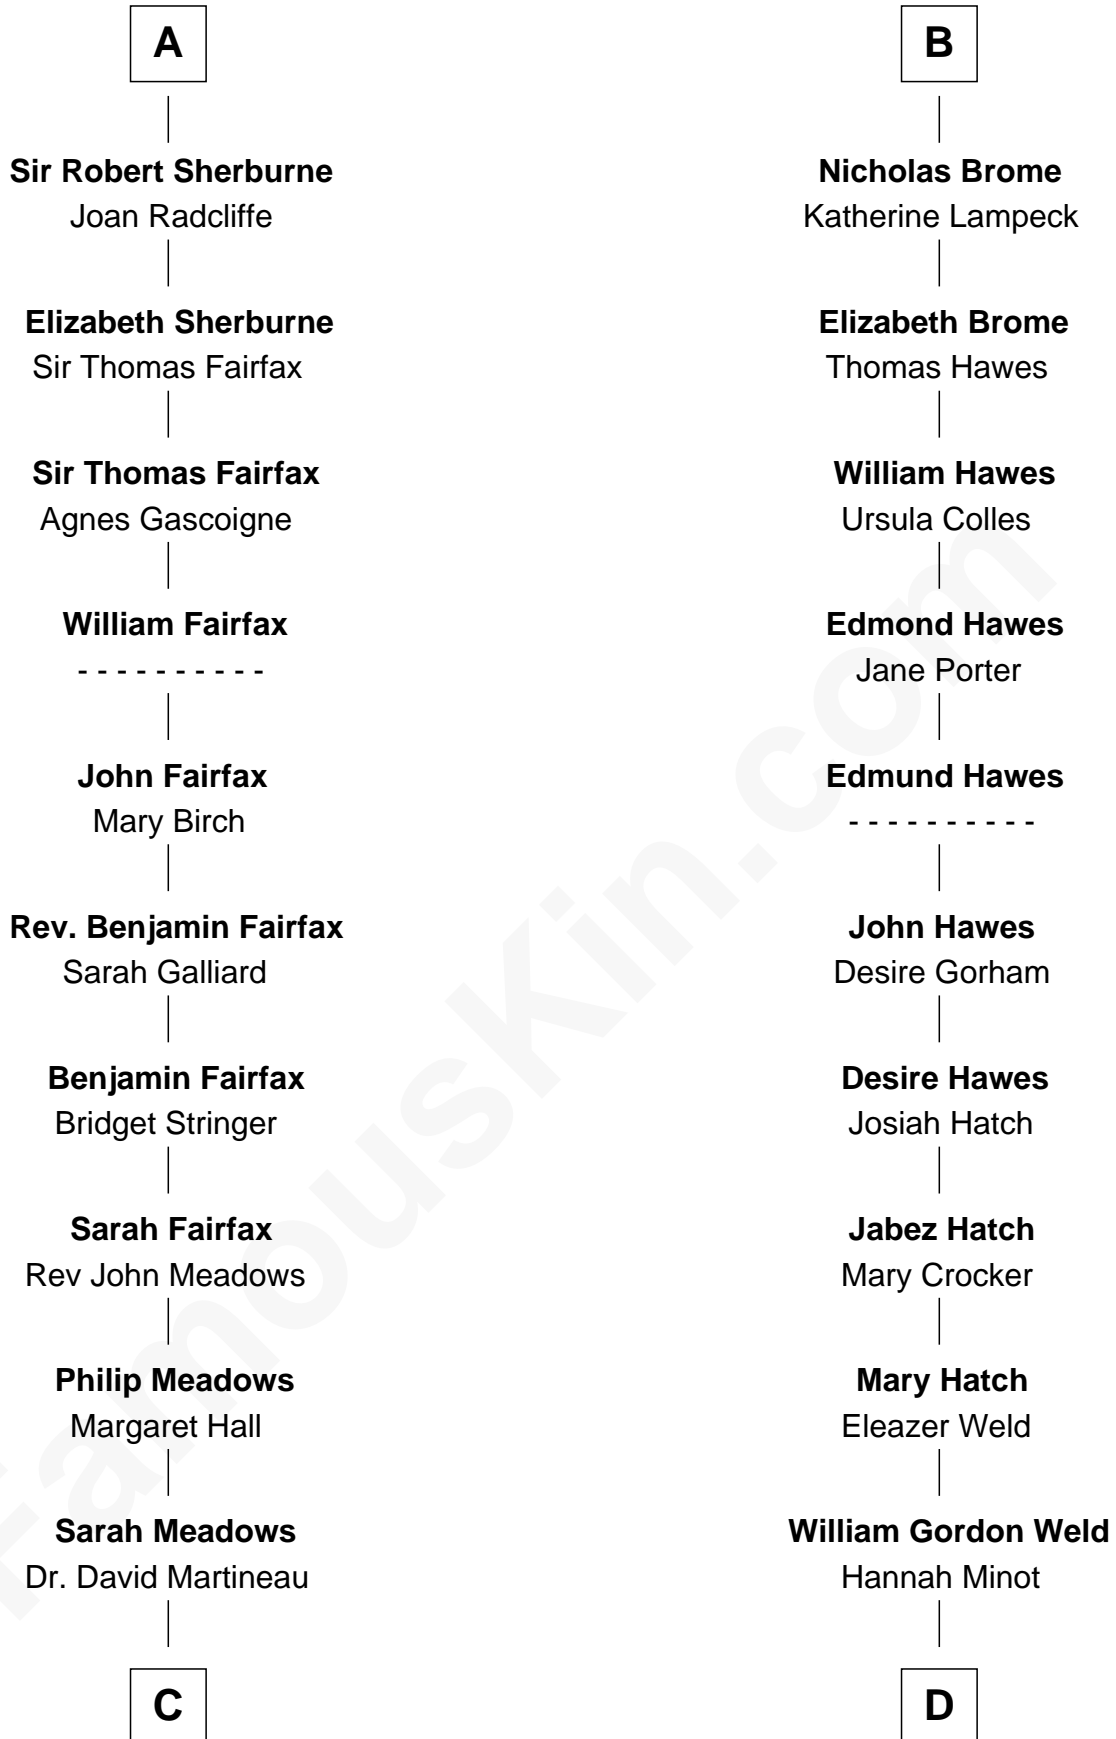 A
Sir Robert Sherburne
Joan Radcliffe
Elizabeth Sherburne
Sir Thomas Fairfax
Sir Thomas Fairfax
Agnes Gascoigne
William Fairfax
- - - - - - - - - -
John Fairfax
Mary Birch
Rev. Benjamin Fairfax
Sarah Galliard
Benjamin Fairfax
Bridget Stringer
Sarah Fairfax
Rev John Meadows
Philip Meadows
Margaret Hall
Sarah Meadows
Dr. David Martineau
C
B
Nicholas Brome
Katherine Lampeck
Elizabeth Brome
Thomas Hawes
William Hawes
Ursula Colles
Edmond Hawes
Jane Porter
Edmund Hawes
- - - - - - - - - -
John Hawes
Desire Gorham
Desire Hawes
Josiah Hatch
Jabez Hatch
Mary Crocker
Mary Hatch
Eleazer Weld
William Gordon Weld
Hannah Minot
D
FamousKin.com